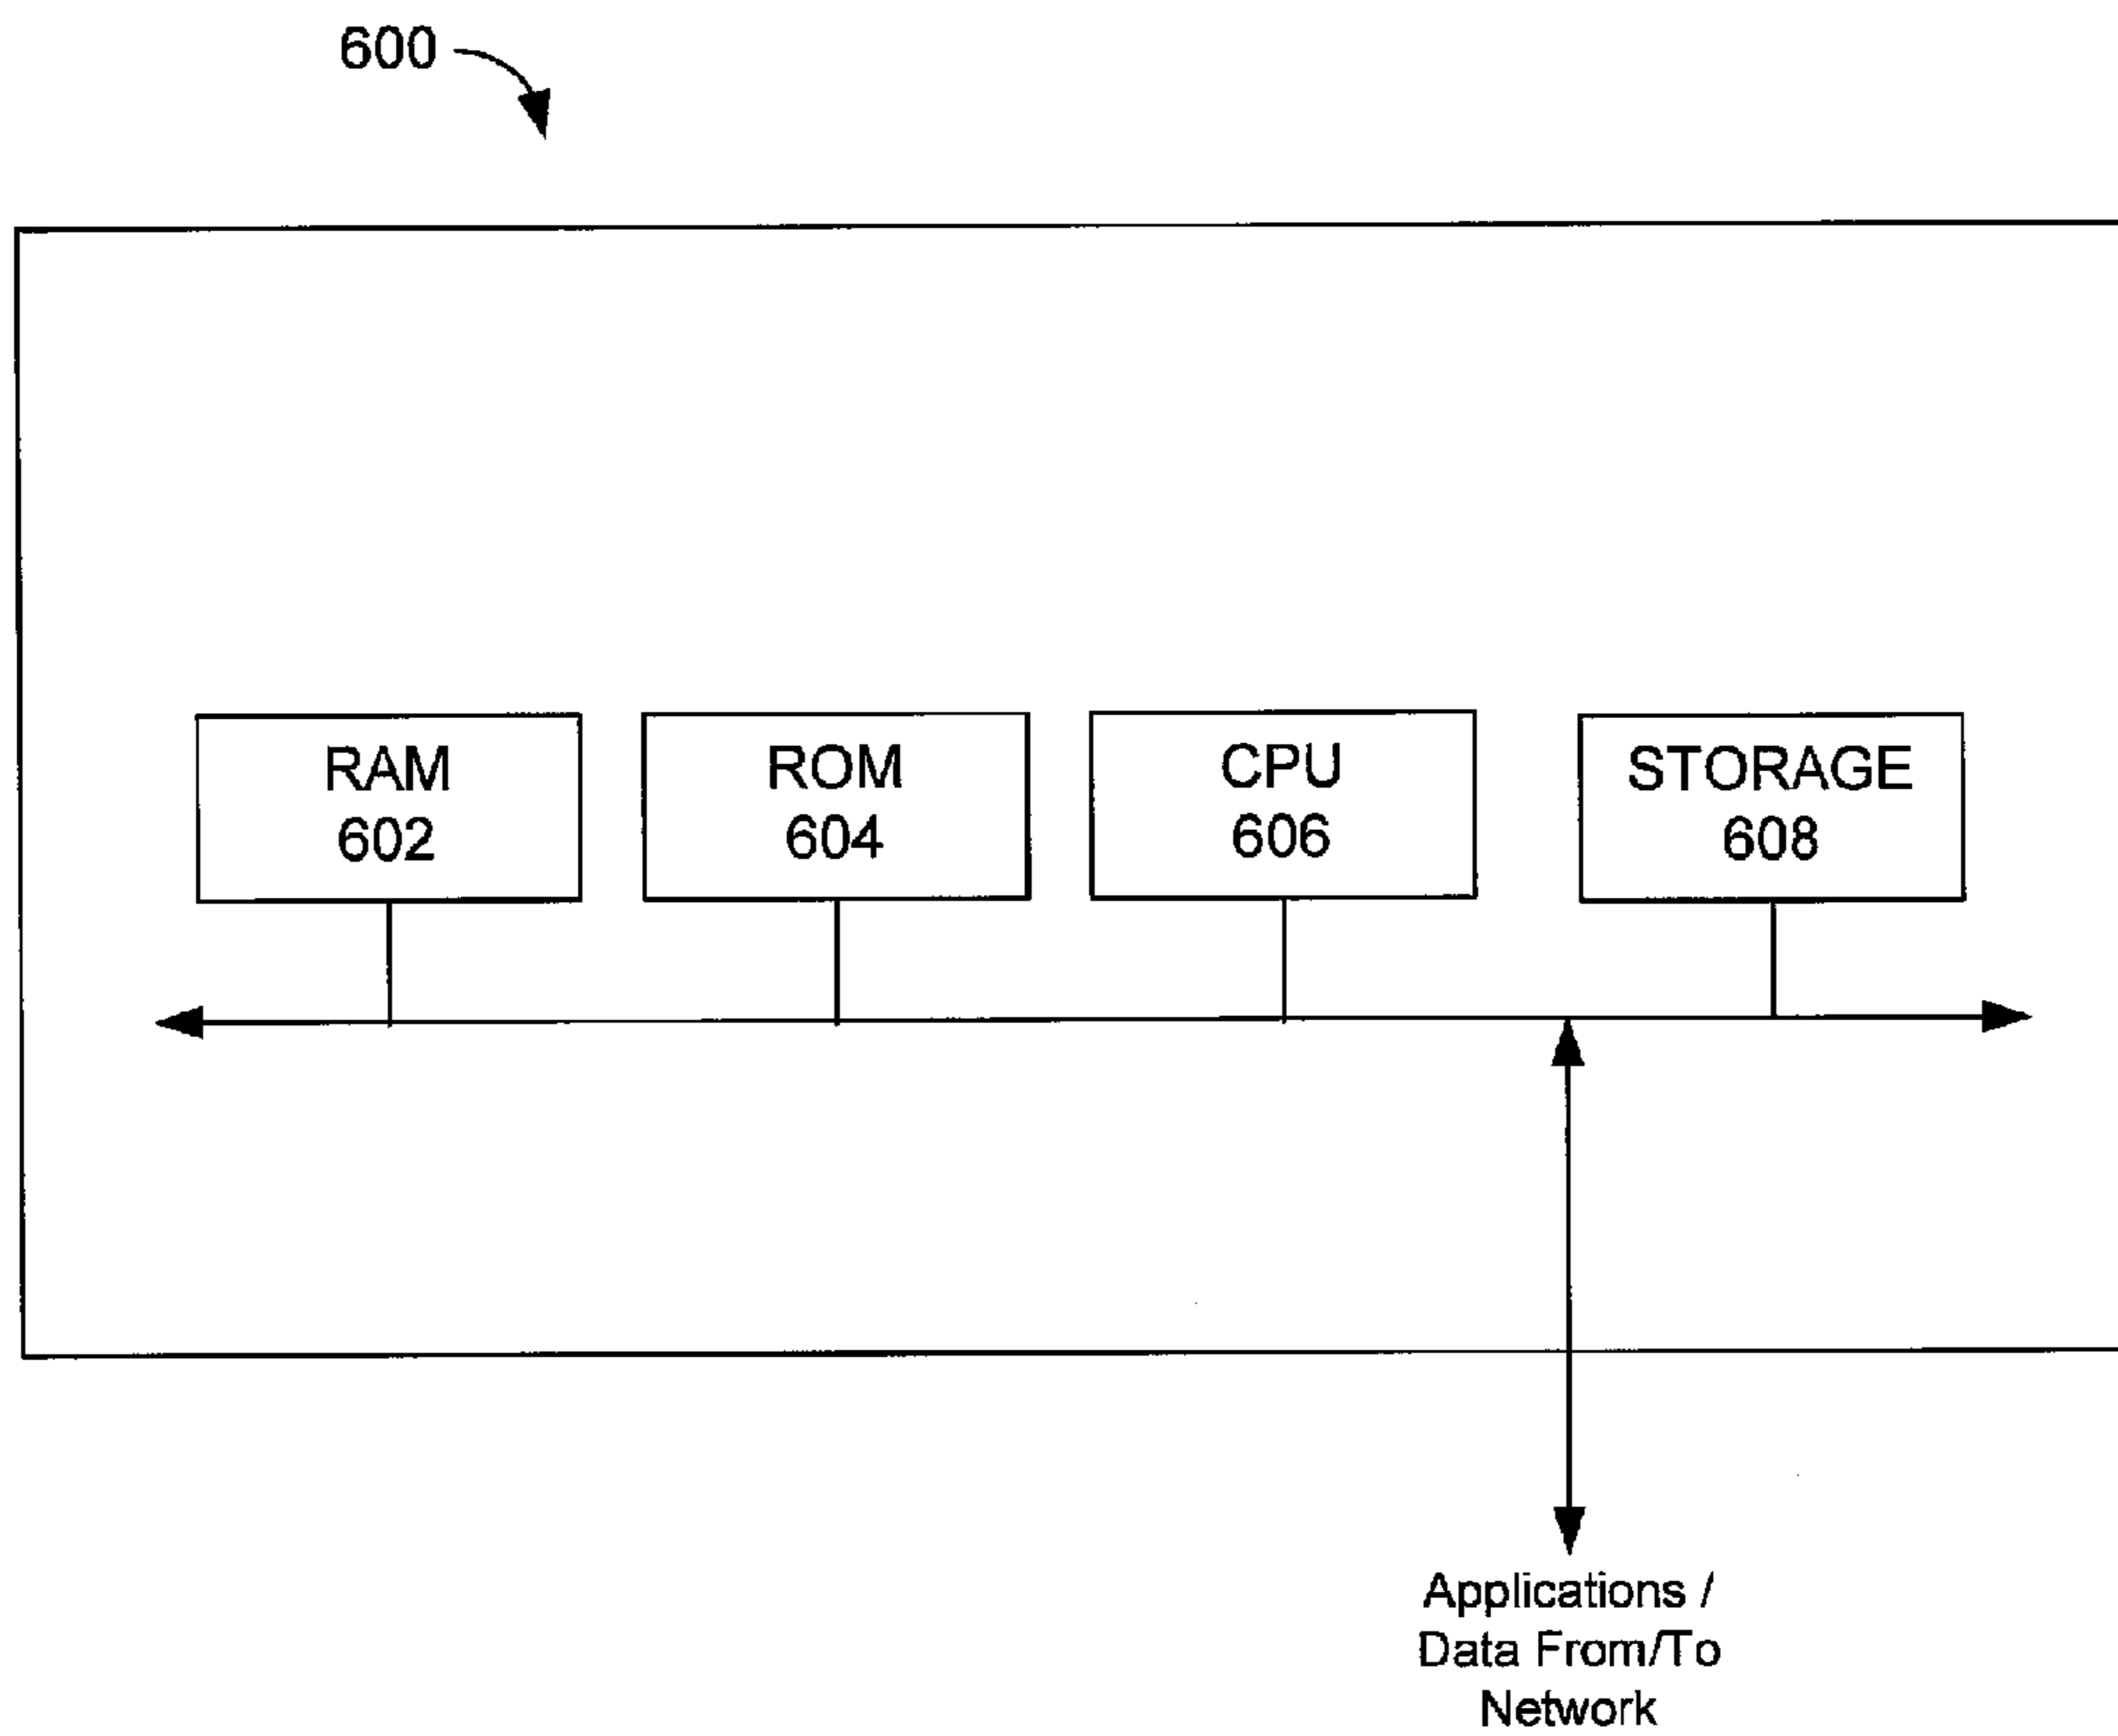 600
RAM
602
ROM
604
CPU
606
STORAGE
608
Applications /
Data From/To
Network